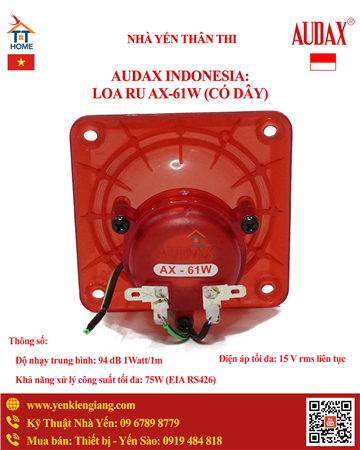 TT
HOME
NHÀ YẾN THÂN THI
AUDAX®
AUDAX INDONESIA:
LOA RU AX-61W (CÓ DÂY)
AUDAX
AX - 61W
Thông số:
Độ nhạy trung bình: 94 dB 1Watt/1m
Điện áp tối đa: 15 V rms liên tục
Khả năng xử lý công suất tối đa: 75W (EIA RS426)
www.yenkiengiang.com
Kỹ Thuật Nhà Yến: 09 6789 8779
Mua bán: Thiết bị - Yến Sào: 0919 484 818